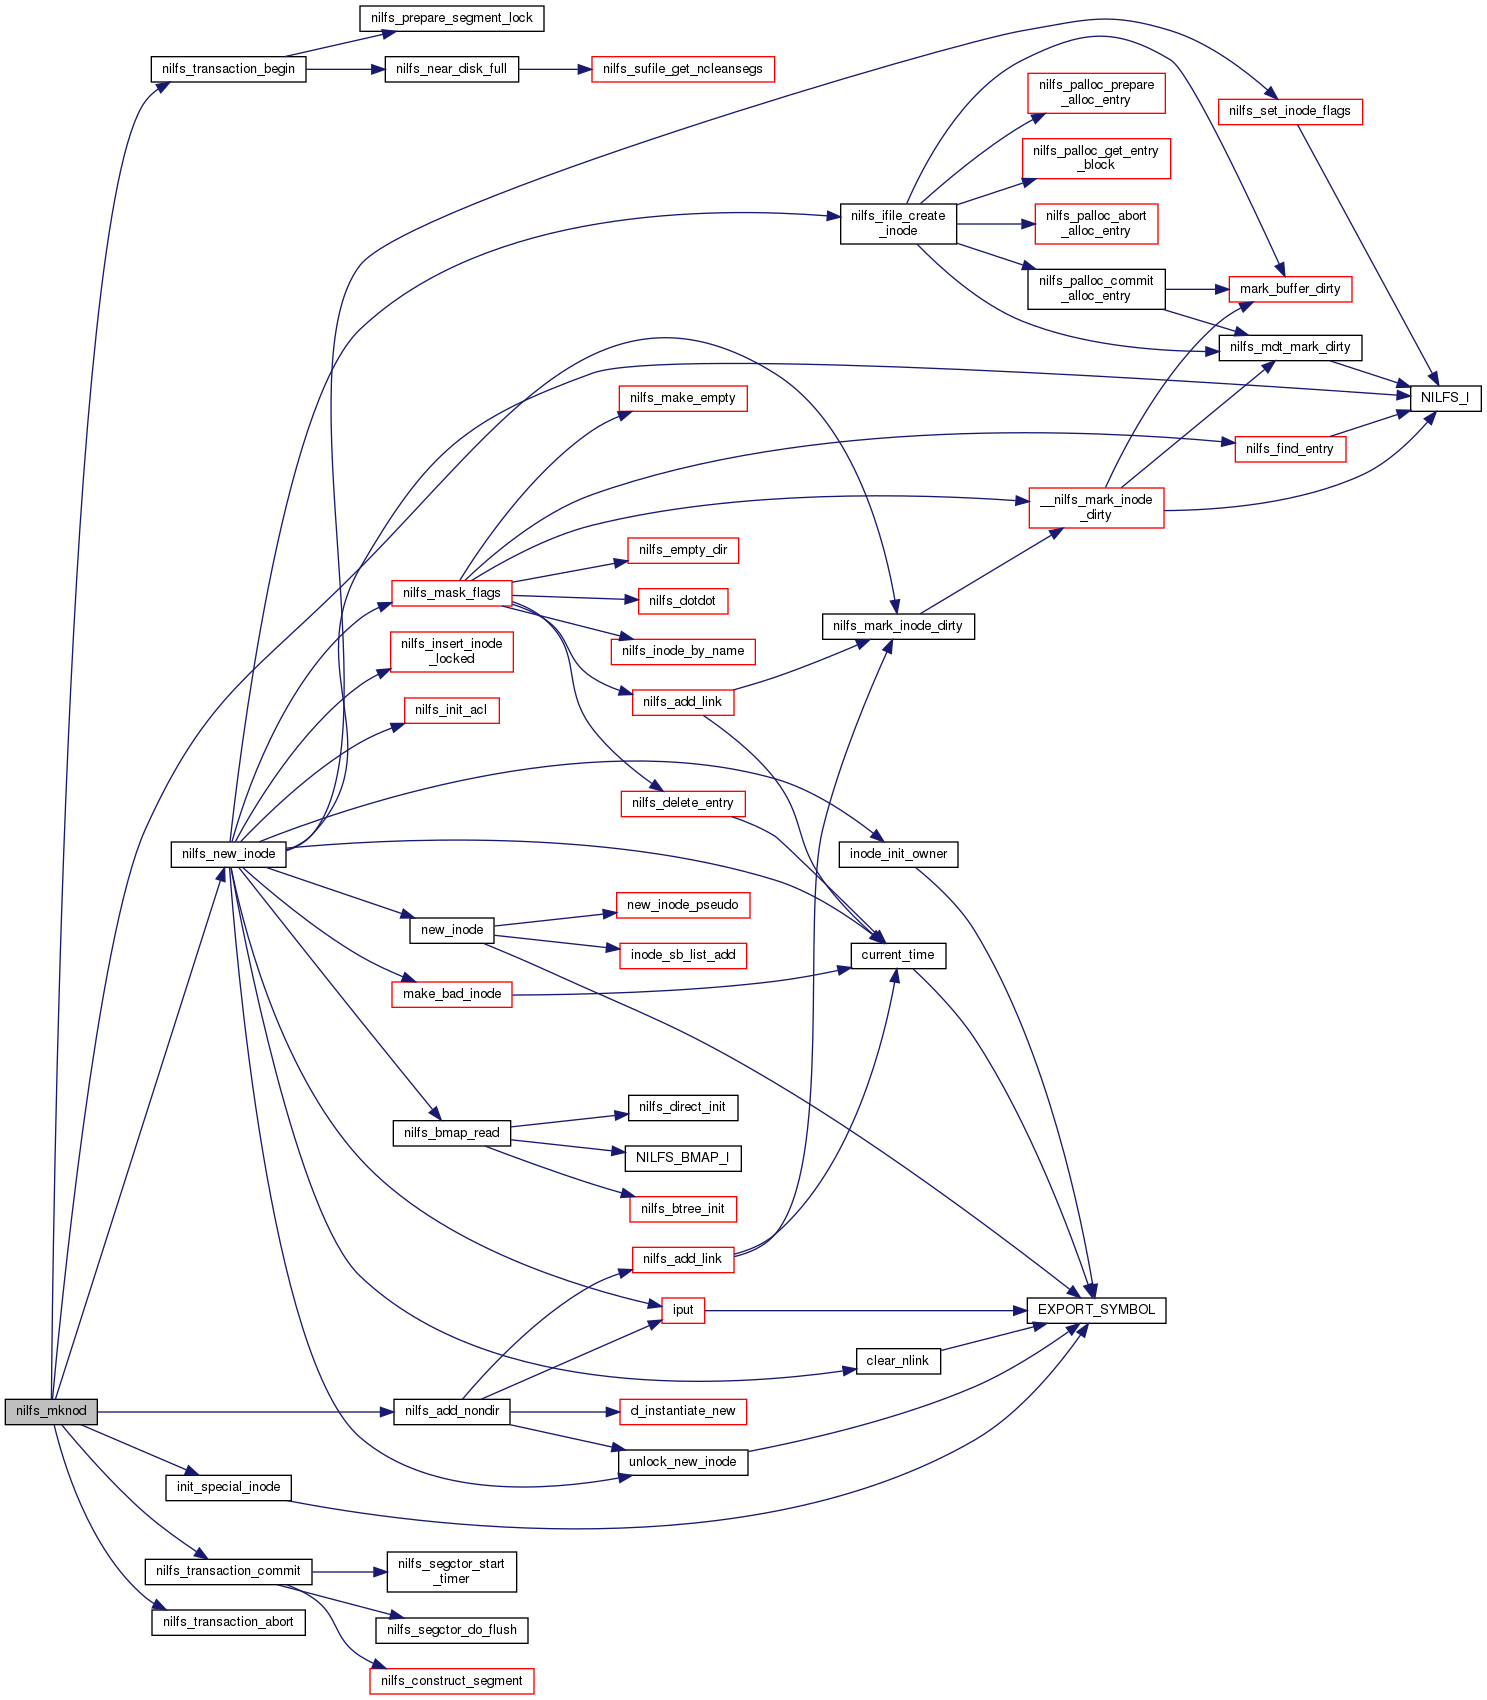 nilfs_prepare_segment_lock
nilfs_transaction_begin
nilfs_near_disk_full
nilfs_sufile_get_ncleansegs
nilfs_palloc_prepare
_alloc_entry
nilfs_set_inode_flags
nilfs_palloc_get_entry
_block
nilfs_ifile_create
_inode
nilfs_palloc_abort
_alloc_entry
nilfs_palloc_commit
_alloc_entry
mark_buffer_dirty
nilfs_mdt_mark_dirty
nilfs_make_empty
NILFS_I
nilfs_find_entry
__nilfs_mark_inode
_dirty
nilfs_empty_dir
nilfs_mask_flags
nilfs_dotdot
nilfs_mark_inode_dirty
nilfs_insert_inode
_locked
nilfs_inode_by_name
nilfs_init_acl
nilfs_add_link
nilfs_delete_entry
nilfs_new_inode
inode_init_owner
new_inode_pseudo
new_inode
inode_sb_list_add
current_time
make_bad_inode
nilfs_direct_init
nilfs_bmap_read
NILFS_BMAP_I
nilfs_btree_init
nilfs_add_link
iput
EXPORT_SYMBOL
clear_nlink
nilfs_mknod
nilfs_add_nondir
d_instantiate_new
unlock_new_inode
init_special_inode
nilfs_transaction_commit
nilfs_segctor_start
_timer
nilfs_transaction_abort
nilfs_segctor_do_flush
nilfs_construct_segment